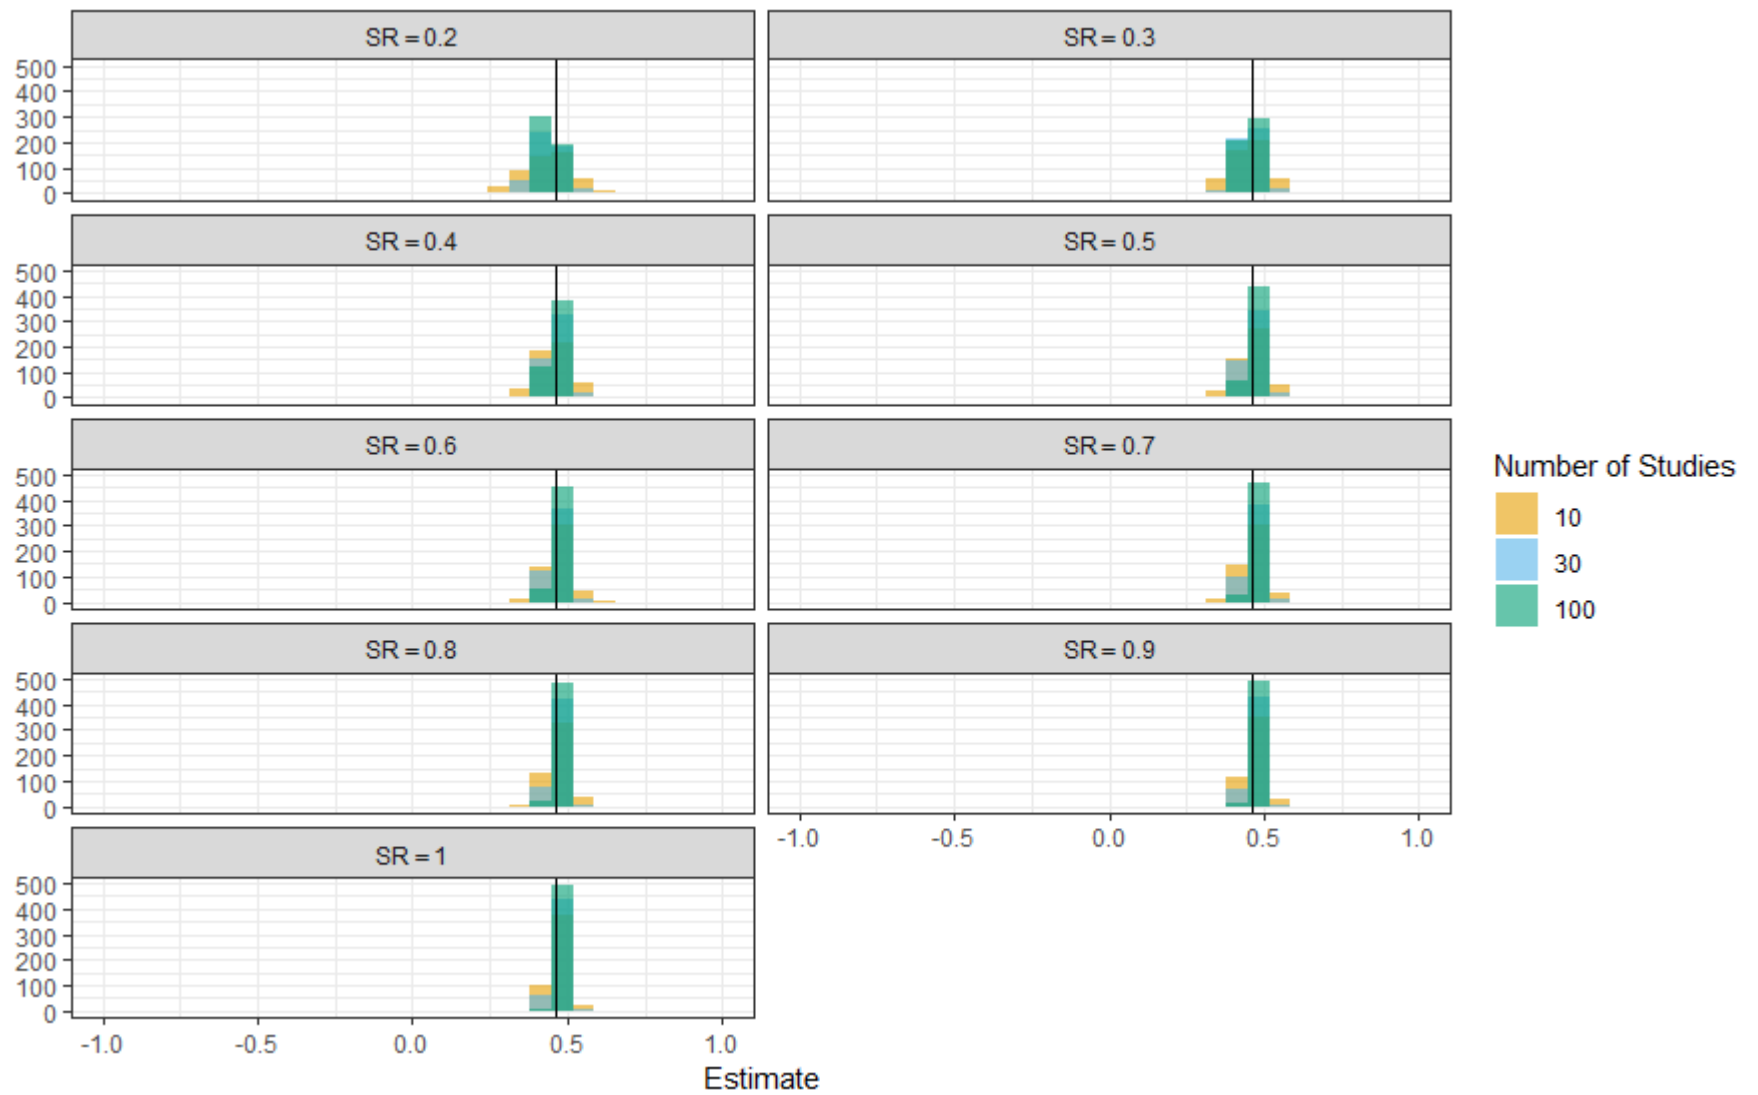 SR = 0.2
SR = 0.3
500
400
300
200
100
0
SR = 0.4
SR = 0.5
500
400
300
200
100
0
SR = 0.6
SR = 0.7
500
400
300
200
100
0
Number of Studies
10
30
100
SR = 0.8
SR = 0.9
500
400
300
200
100
0
-1.0 -0.5 0.0 0.5 1.0
SR = 1
500
400
300
200
100
0
-1.0 -0.5 0.0 0.5 1.0
Estimate